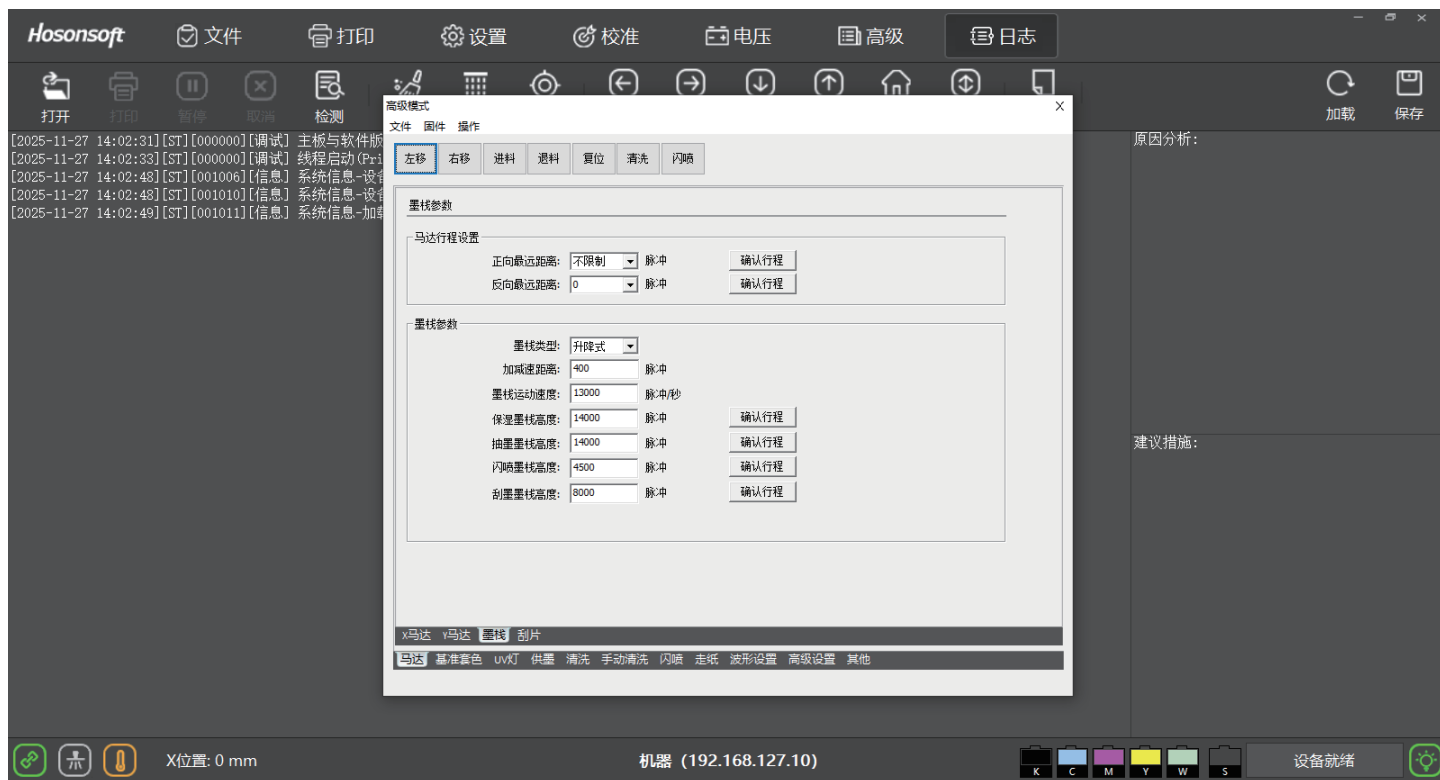 Hosonsoft 文件 打印 设置 校准 电压 高级 日志
打开 打印 暂停 取消 检测 加载 保存
[2025-11-27 14:02:31][ST][000000][调试] 主板与软件版
[2025-11-27 14:02:33][ST][000000][调试] 线程启动(Pri
[2025-11-27 14:02:48][ST][001006][信息] 系统信息-设备
[2025-11-27 14:02:48][ST][001010][信息] 系统信息-设备
[2025-11-27 14:02:49][ST][001011][信息] 系统信息-加载
高级模式 X
文件 固件 操作
左移 右移 进料 退料 复位 清洗 闪喷
墨栈参数
马达行程设置
正向最远距离: 不限制 脉冲 确认行程
反向最远距离: 0 脉冲 确认行程
墨栈参数
墨栈类型: 升降式
加减速距离: 400 脉冲
墨栈运动速度: 13000 脉冲/秒
保湿墨栈高度: 14000 脉冲 确认行程
抽墨墨栈高度: 14000 脉冲 确认行程
闪喷墨栈高度: 4500 脉冲 确认行程
刮墨墨栈高度: 8000 脉冲 确认行程
X马达 Y马达 墨栈 刮片
马达 基准套色 UV灯 供墨 清洗 手动清洗 闪喷 走纸 波形设置 高级设置 其他
原因分析:
建议措施:
X位置: 0 mm 机器 (192.168.127.10) K C M Y W S 设备就绪